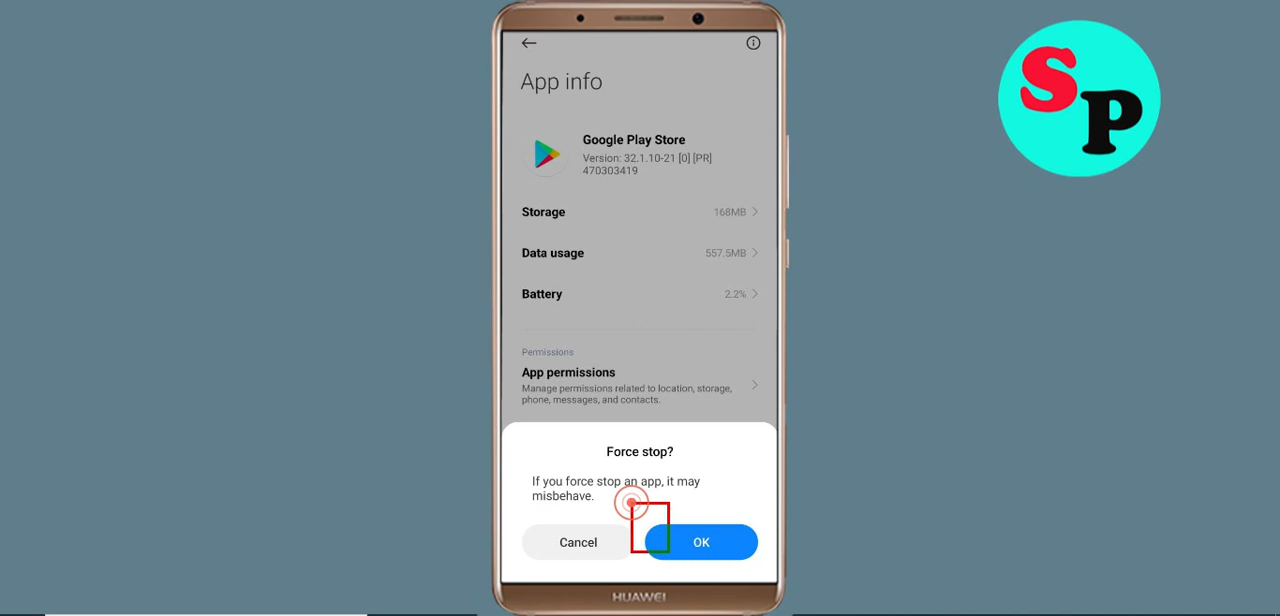 SP
App info
Google Play Store
Version: 32.1.10-21 [0] [PR]
470303419
Storage 168MB
Data usage 557.5MB
Battery 2.2%
Permissions
App permissions
Manage permissions related to location, storage,
phone, messages, and contacts.
Force stop?
If you force stop an app, it may
misbehave.
Cancel OK
HUAWEI